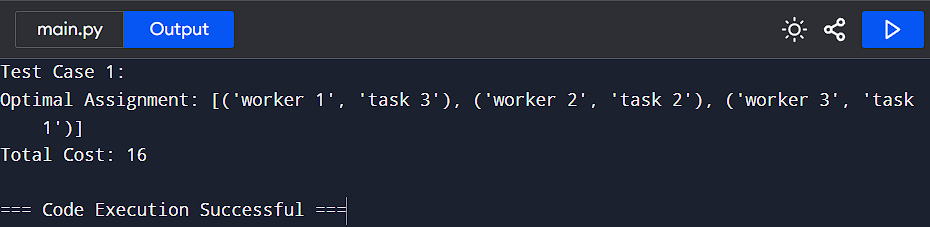 main.py Output
Test Case 1:
Optimal Assignment: [('worker 1', 'task 3'), ('worker 2', 'task 2'), ('worker 3', 'task
1')]
Total Cost: 16
=== Code Execution Successful ===